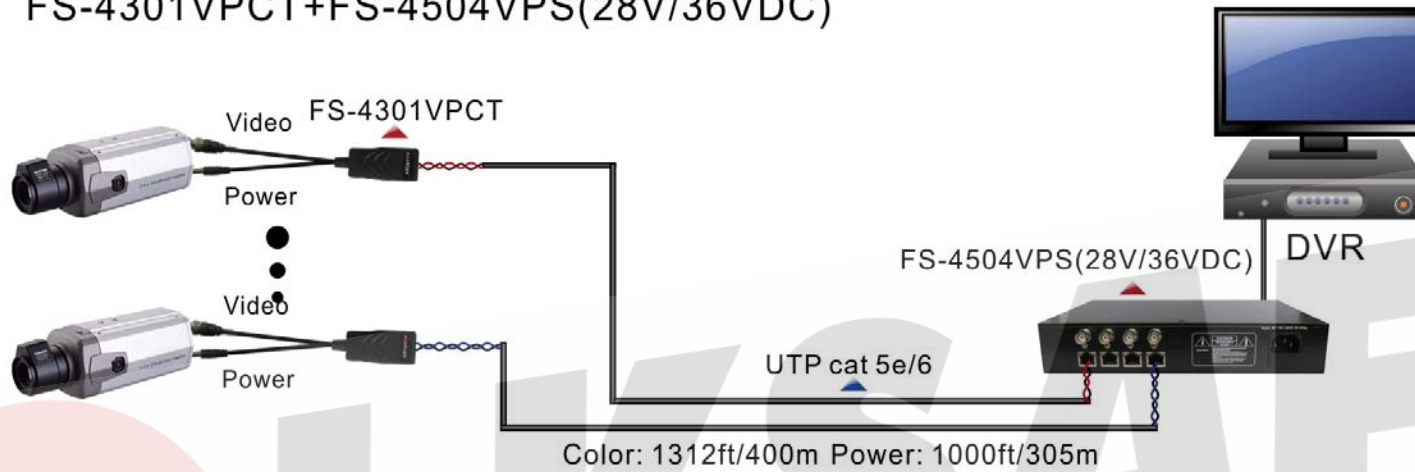 FS-4301VPCT+FS-4504VPS(28V/36VDC)
Video
FS-4301VPCT
Power
FS-4504VPS(28V/36VDC)
DVR
Video
Power
UTP cat 5e/6
Color: 1312ft/400m Power: 1000ft/305m